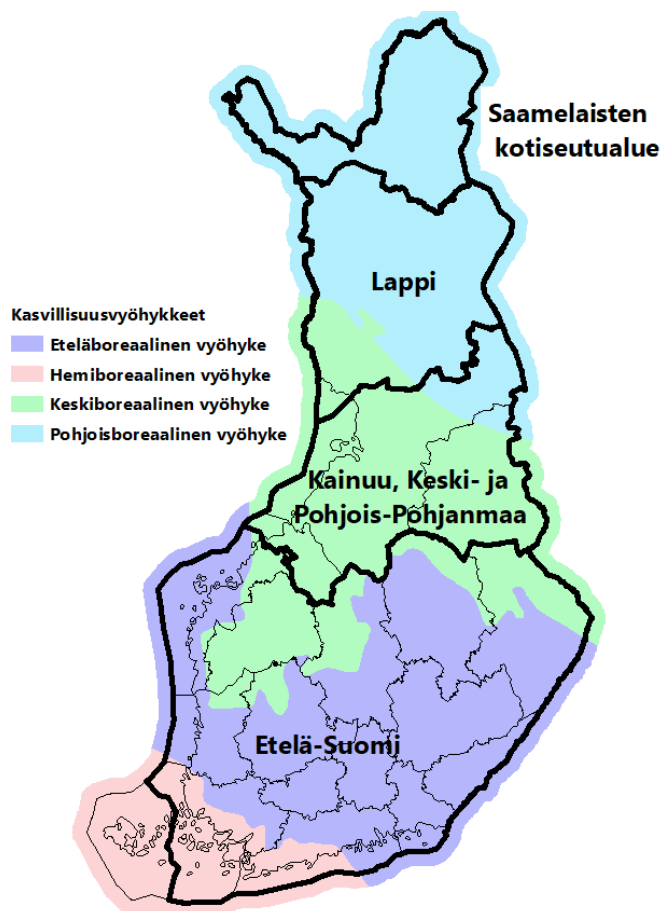 Saamelaisten
kotiseutualue
Lappi
Kasvillisuusvyöhykkeet
Eteläboreaalinen vyöhyke
Hemiboreaalinen vyöhyke
Keskiboreaalinen vyöhyke
Pohjoisboreaalinen vyöhyke
Kainuu, Keski- ja
Pohjois-Pohjanmaa
Etelä-Suomi